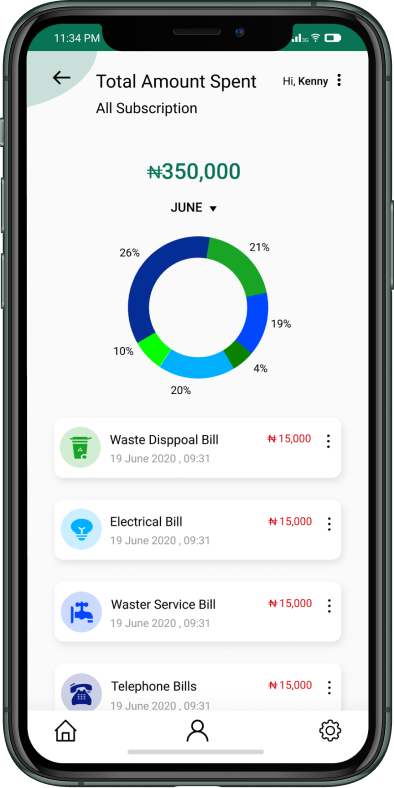 11:34 PM
3G
Total Amount Spent
Hi, Kenny
All Subscription
₦350,000
JUNE
26%
21%
19%
10%
4%
20%
Waste Disppoal Bill
₦ 15,000
19 June 2020 , 09:31
Electrical Bill
₦ 15,000
19 June 2020 , 09:31
Waster Service Bill
₦ 15,000
19 June 2020 , 09:31
Telephone Bills
₦ 15,000
19 June 2020 , 09:31